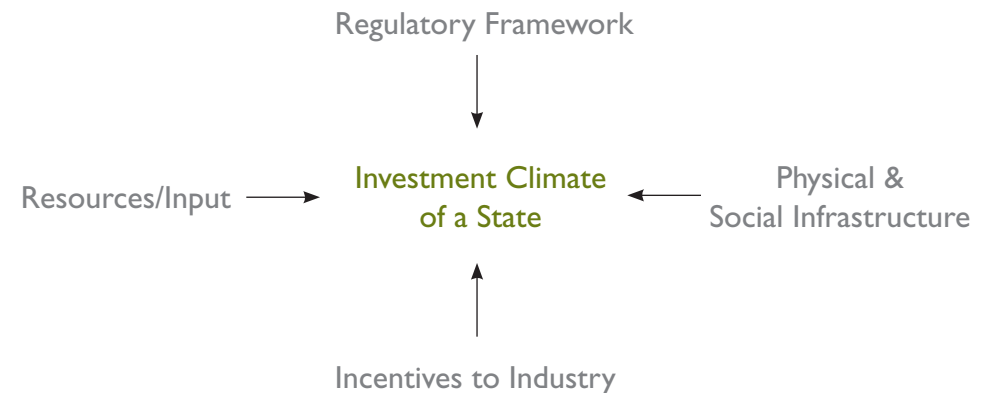 Regulatory Framework
Resources/Input
Investment Climate
of a State
Physical &
Social Infrastructure
Incentives to Industry